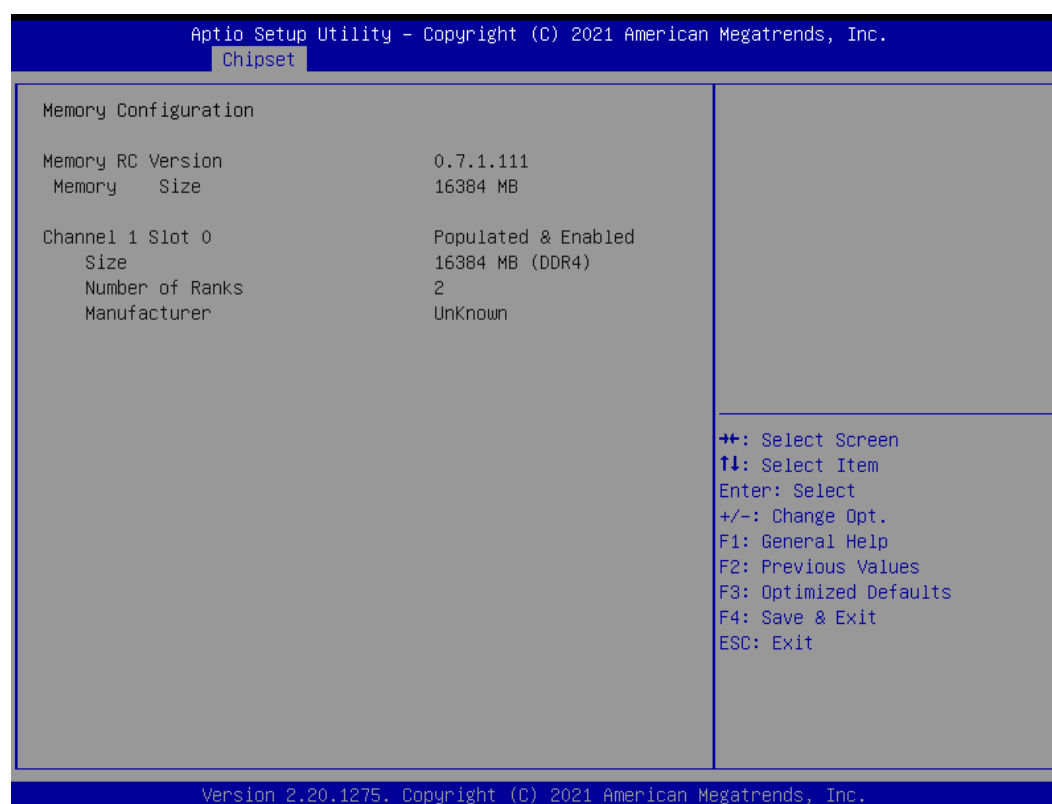 Aptio Setup Utility – Copyright (C) 2021 American Megatrends, Inc.
Chipset
Memory Configuration
Memory RC Version 0.7.1.111
Memory Size 16384 MB
Channel 1 Slot 0 Populated & Enabled
Size 16384 MB (DDR4)
Number of Ranks 2
Manufacturer UnKnown
→←: Select Screen
↑↓: Select Item
Enter: Select
+/-: Change Opt.
F1: General Help
F2: Previous Values
F3: Optimized Defaults
F4: Save & Exit
ESC: Exit
Version 2.20.1275. Copyright (C) 2021 American Megatrends, Inc.